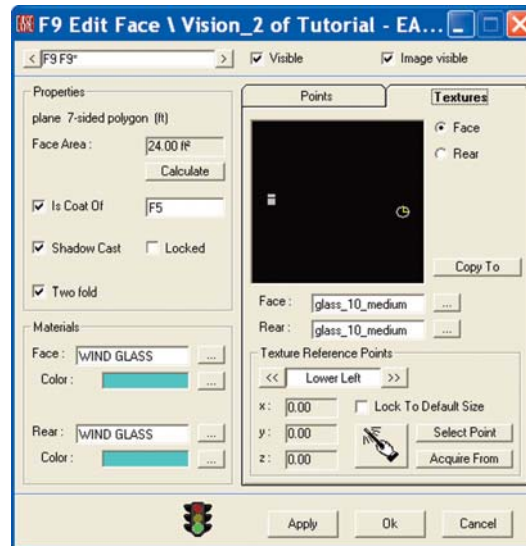 EASE F9 Edit Face \ Vision_2 of Tutorial - EA...
< F9 F9" >
Visible
Image visible
Properties
plane 7-sided polygon (ft)
Face Area : 24.00 ft²
Calculate
Is Coat Of F5
Shadow Cast Locked
Two fold
Materials
Face : WIND GLASS ...
Color : ...
Rear : WIND GLASS ...
Color : ...
Points Textures
Face
Rear
Copy To
Face : glass_10_medium ...
Rear : glass_10_medium ...
Texture Reference Points
<< Lower Left >>
x : 0.00 Lock To Default Size
y : 0.00 Select Point
z : 0.00 Acquire From
Apply Ok Cancel